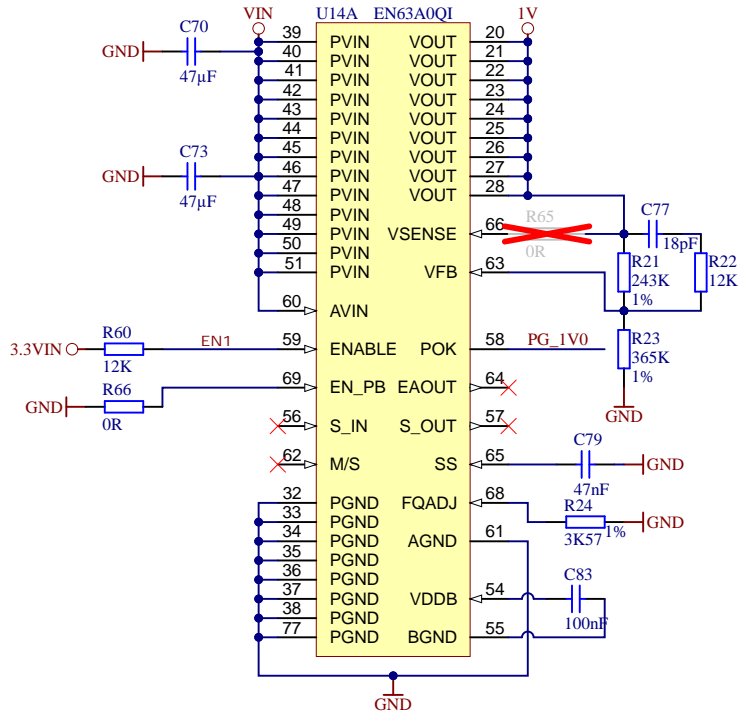 VIN U14A EN63A0QI 1V
C70 39 PVIN VOUT 20
GND 40 PVIN VOUT 21
47µF 41 PVIN VOUT 22
42 PVIN VOUT 23
43 PVIN VOUT 24
44 PVIN VOUT 25
C73 45 PVIN VOUT 26
GND 46 PVIN VOUT 27
47µF 47 PVIN VOUT 28
48 PVIN R65 C77
49 PVIN VSENSE 66 0R 18pF
50 PVIN R21 R22
51 PVIN VFB 63 243K 12K
1%
60 AVIN
R60 R23
3.3VIN EN1 59 ENABLE POK 58 PG_1V0 365K
12K 1%
R66 69 EN_PB EAOUT 64
GND GND
0R 56 S_IN S_OUT 57
C79
62 M/S SS 65 GND
47nF
32 PGND FQADJ 68 R24
33 PGND GND
34 PGND AGND 61 3K57 1%
35 PGND
36 PGND C83
37 PGND VDDB 54
38 PGND 100nF
77 PGND BGND 55
GND